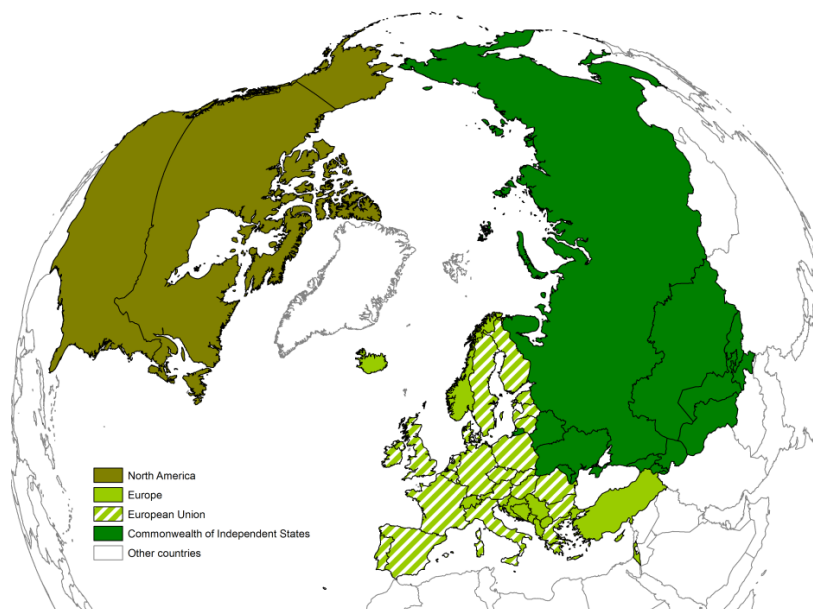 North America
Europe
European Union
Commonwealth of Independent States
Other countries